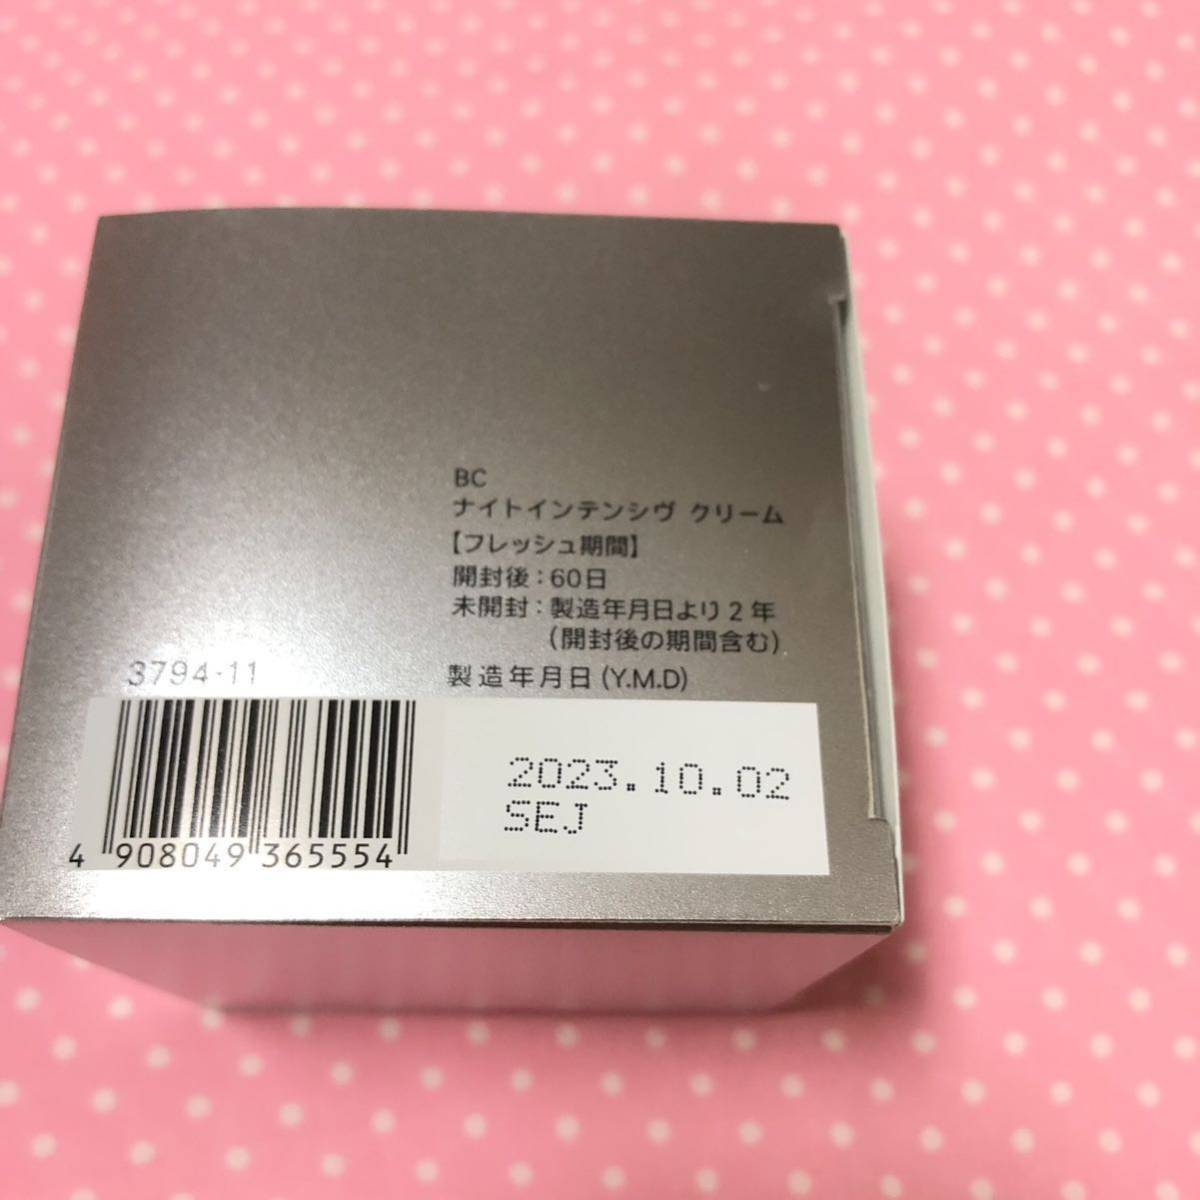 BC
ナイトインテンシヴ クリーム
【フレッシュ期間】
開封後：60日
未開封：製造年月日より2年
（開封後の期間含む）
3794-11
製造年月日(Y.M.D)
2023.10.02
SEJ
4 908049 365554